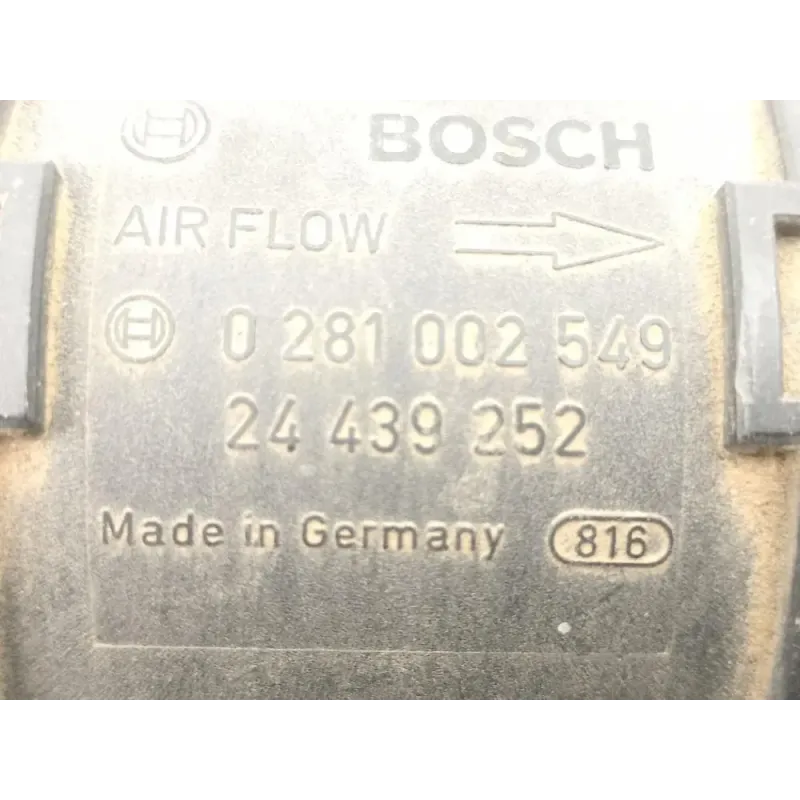 BOSCH
AIR FLOW
0 281 002 549
24 439 252
Made in Germany 816